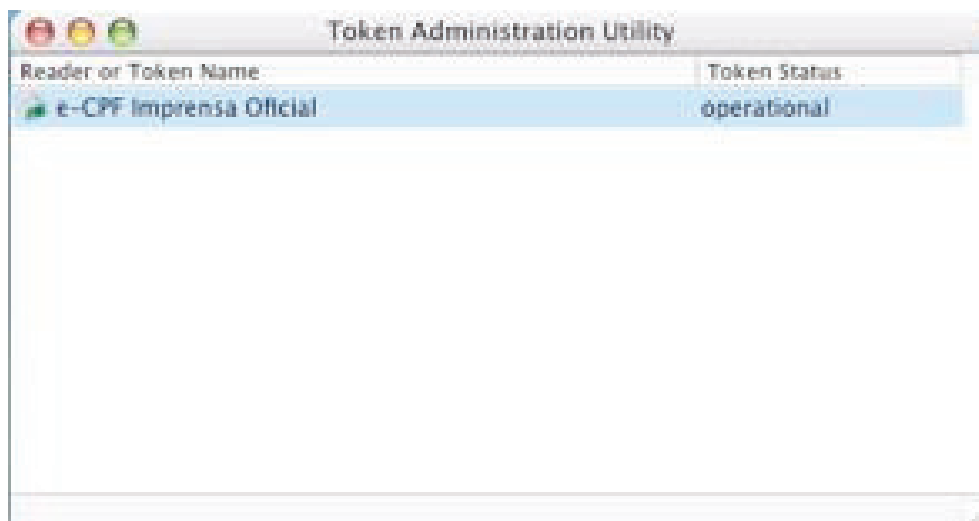 Token Administration Utility
Reader or Token Name Token Status
e-CPF Imprensa Oficial operational